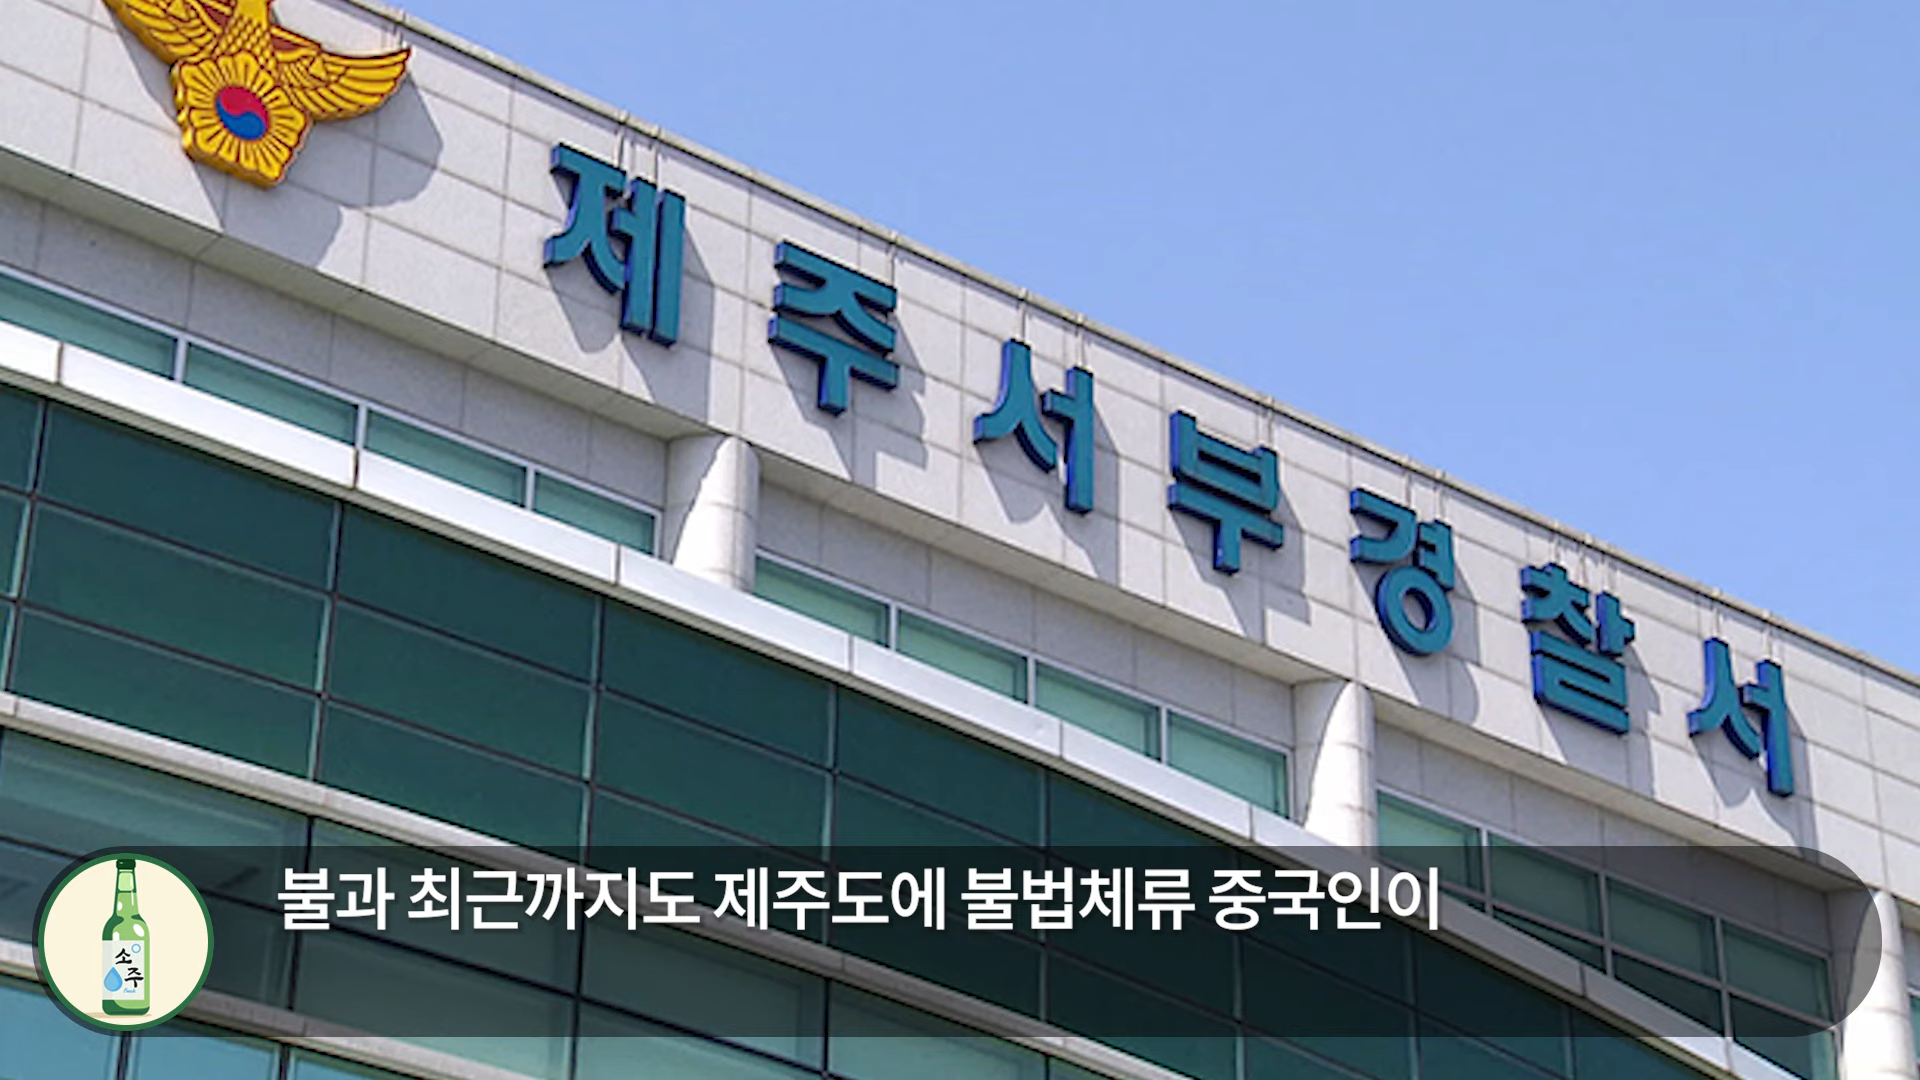 제주서부경찰서
불과 최근까지도 제주도에 불법체류 중국인이
소
주